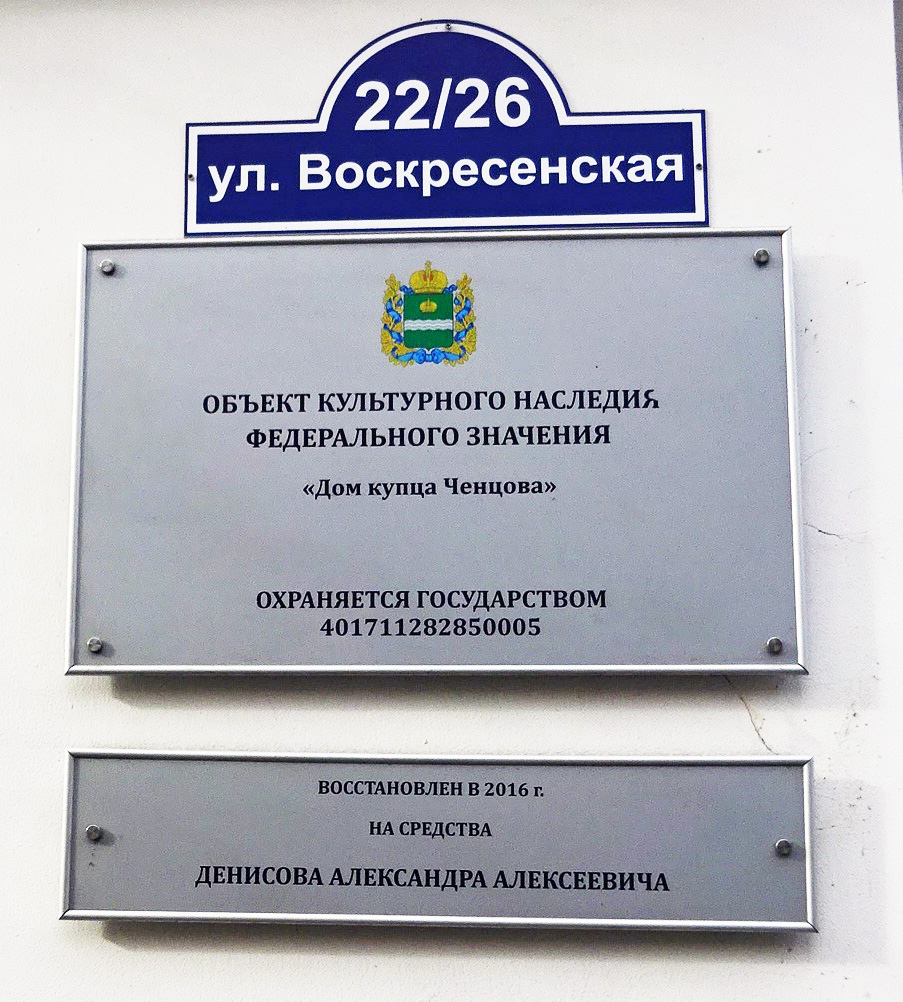 22/26
ул. Воскресенская
ОБЪЕКТ КУЛЬТУРНОГО НАСЛЕДИЯ
ФЕДЕРАЛЬНОГО ЗНАЧЕНИЯ
«Дом купца Ченцова»
ОХРАНЯЕТСЯ ГОСУДАРСТВОМ
401711282850005
ВОССТАНОВЛЕН В 2016 г.
НА СРЕДСТВА
ДЕНИСОВА АЛЕКСАНДРА АЛЕКСЕЕВИЧА